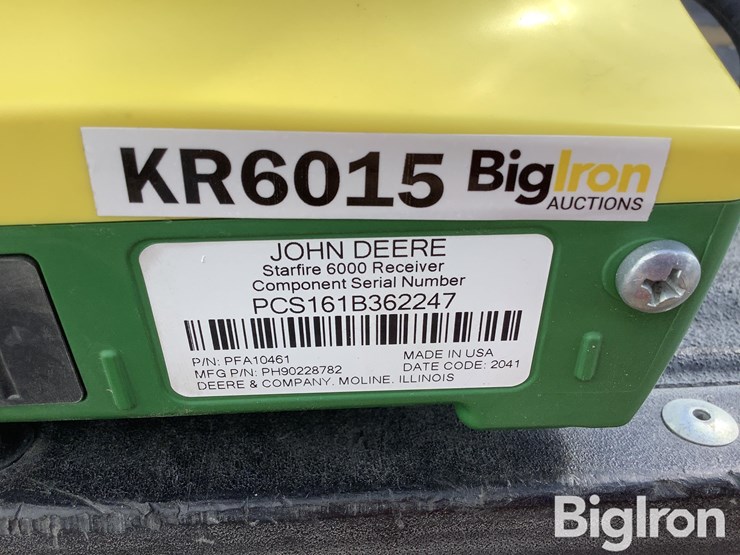 KR6015 BigIron
AUCTIONS
JOHN DEERE
Starfire 6000 Receiver
Component Serial Number
PCS161B362247
P/N: PFA10461 MADE IN USA
MFG P/N: PH90228782 DATE CODE: 2041
DEERE & COMPANY, MOLINE, ILLINOIS
BigIron